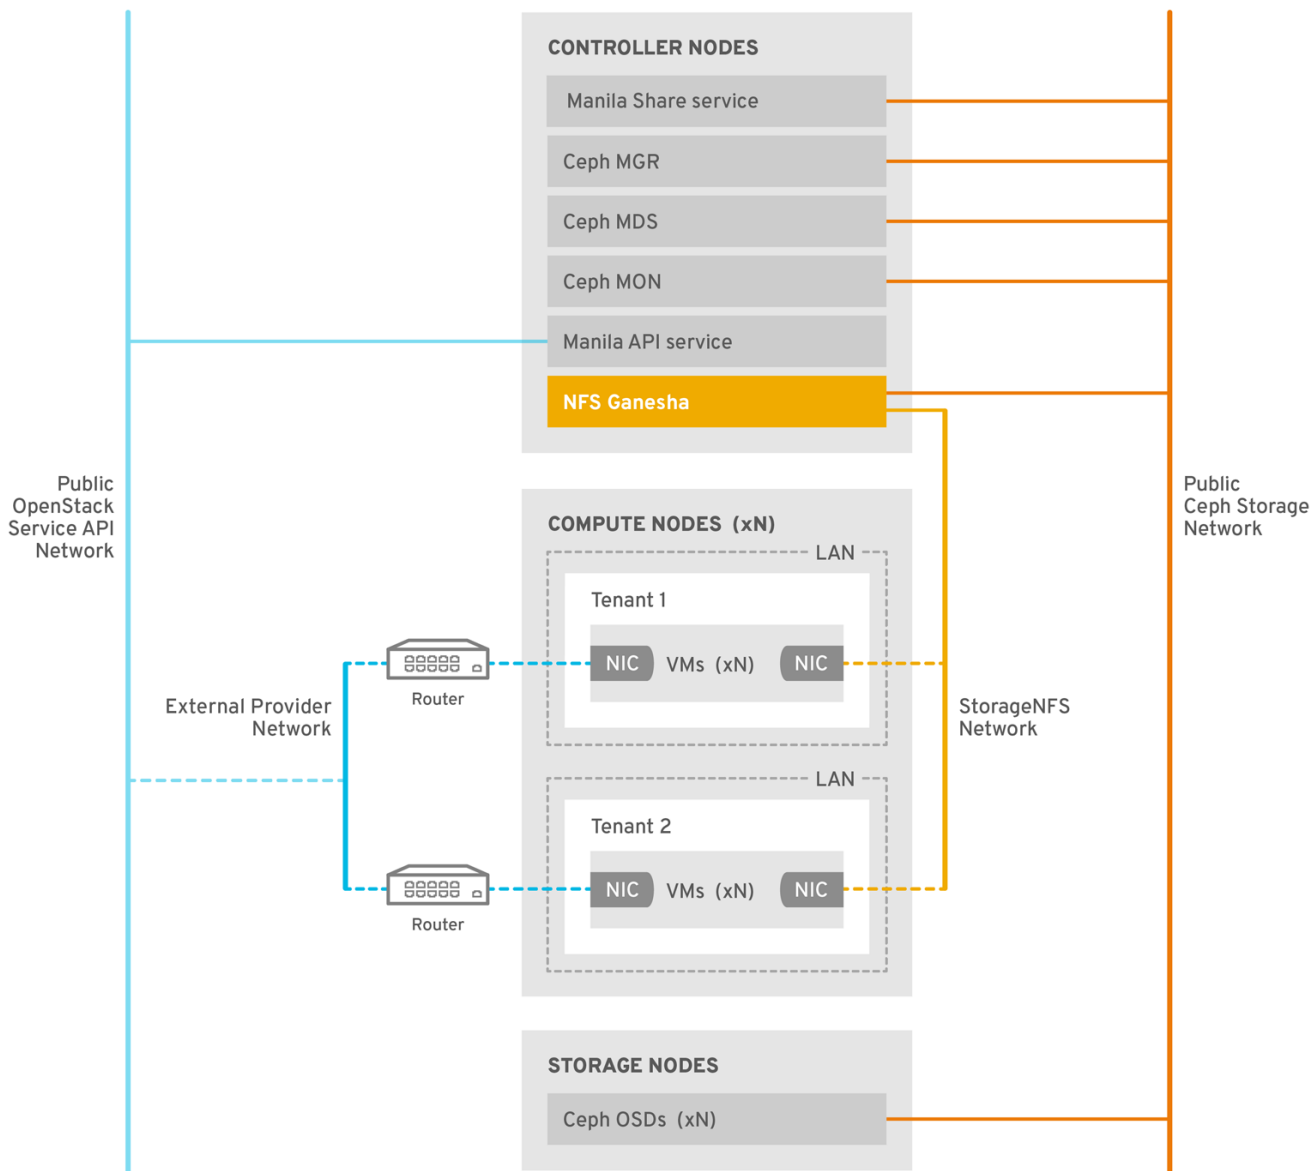 CONTROLLER NODES
Manila Share service
Ceph MGR
Ceph MDS
Ceph MON
Manila API service
NFS Ganesha
Public
OpenStack
Service API
Network
Public
Ceph Storage
Network
COMPUTE NODES (xN)
LAN
Tenant 1
NIC VMs (xN) NIC
Router
External Provider
Network
StorageNFS
Network
LAN
Tenant 2
NIC VMs (xN) NIC
Router
STORAGE NODES
Ceph OSDs (xN)